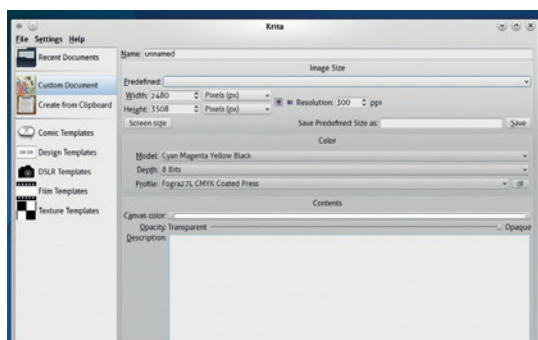 Krita
File Settings Help
Recent Documents
Custom Document
Create from Clipboard
Comic Templates
Design Templates
DSLR Templates
Film Templates
Texture Templates
Name: unnamed
Image Size
Predefined:
Width: 2480 Pixels (px)
Height: 3508 Pixels (px)
Resolution: 300 ppi
Screen size
Save Predefined Size as:
Save
Color
Model: Cyan Magenta Yellow Black
Depth: 8 Bits
Profile: Fogra27L CMYK Coated Press
Contents
Canvas color:
Opacity: Transparent Opaque
Description: